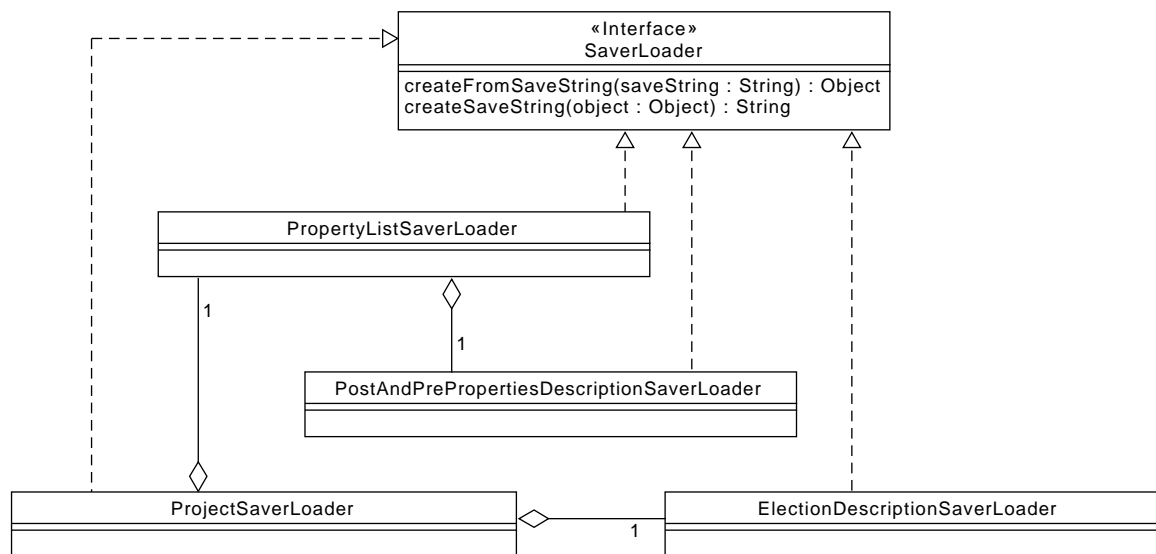 «Interface»
SaverLoader
createFromSaveString(saveString : String) : Object
createSaveString(object : Object) : String
PropertyListSaverLoader
1
1
PostAndPrePropertiesDescriptionSaverLoader
ProjectSaverLoader
1
ElectionDescriptionSaverLoader